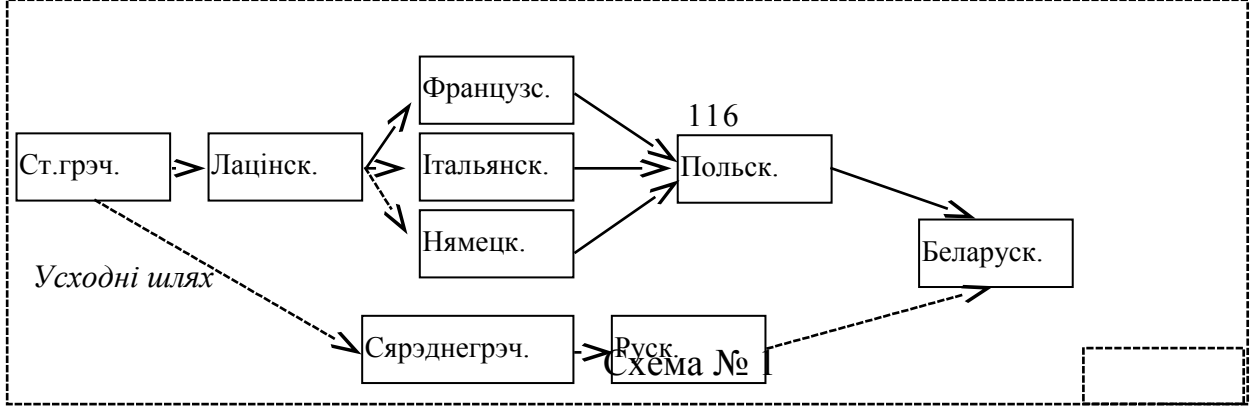 Французс.
116
Ст.грэч.
Лацінск.
Італьянск.
Польск.
Нямецк.
Беларуск.
Усходні шлях
Сярэднегрэч.
Руск.
Схема № 1